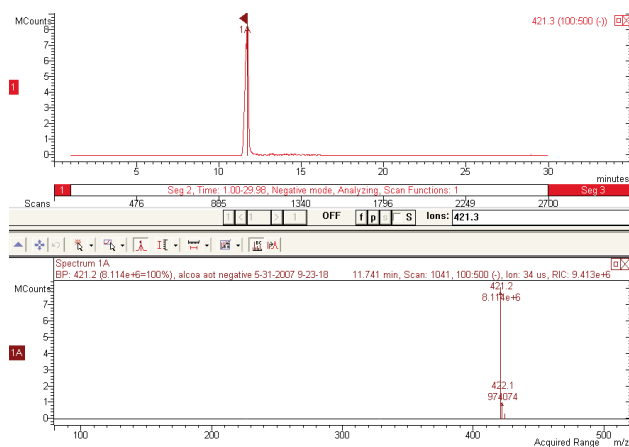 MCounts
421.3 (100:500 (-))
8
1A
7
6
5
4
1
3
2
1
0
5 10 15 20 25 30 35
minutes
1 Seg 2, Time: 1.00-29.98, Negative mode, Analyzing, Scan Functions: 1 Seg 3
Scans 476 895 1340 1796 2249 2700
1 < > 1 OFF f p S Ions: 421.3
Spectrum 1A
BP: 421.2 (8.114e+6=100%), alcoa aot negative 5-31-2007 9-23-18 11.741 min, Scan: 1041, 100:500 (-), Ion: 34 us, RIC: 9.413e+6
MCounts
421.2
8.114e+6
7
6
5
1A
4
3
2
422.1
974074
1
0
100 200 300 400 500
Acquired Range m/z